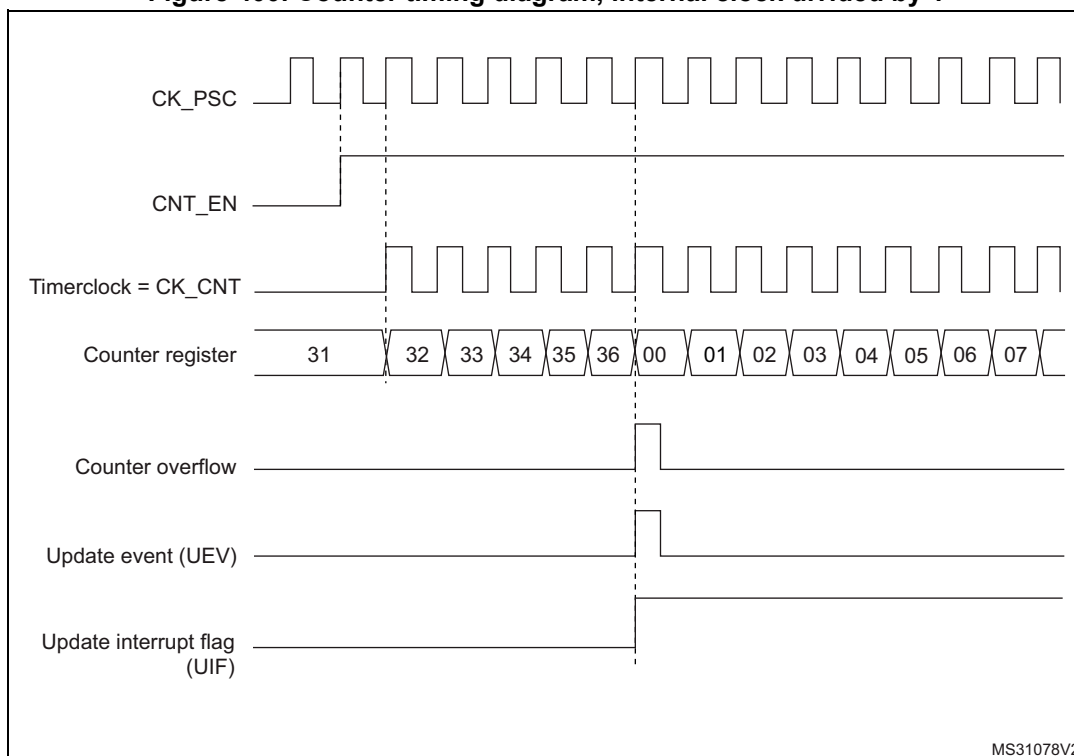 CK_PSC
CNT_EN
Timerclock = CK_CNT
Counter register 31 32 33 34 35 36 00 01 02 03 04 05 06 07
Counter overflow
Update event (UEV)
Update interrupt flag
(UIF)
MS31078V2